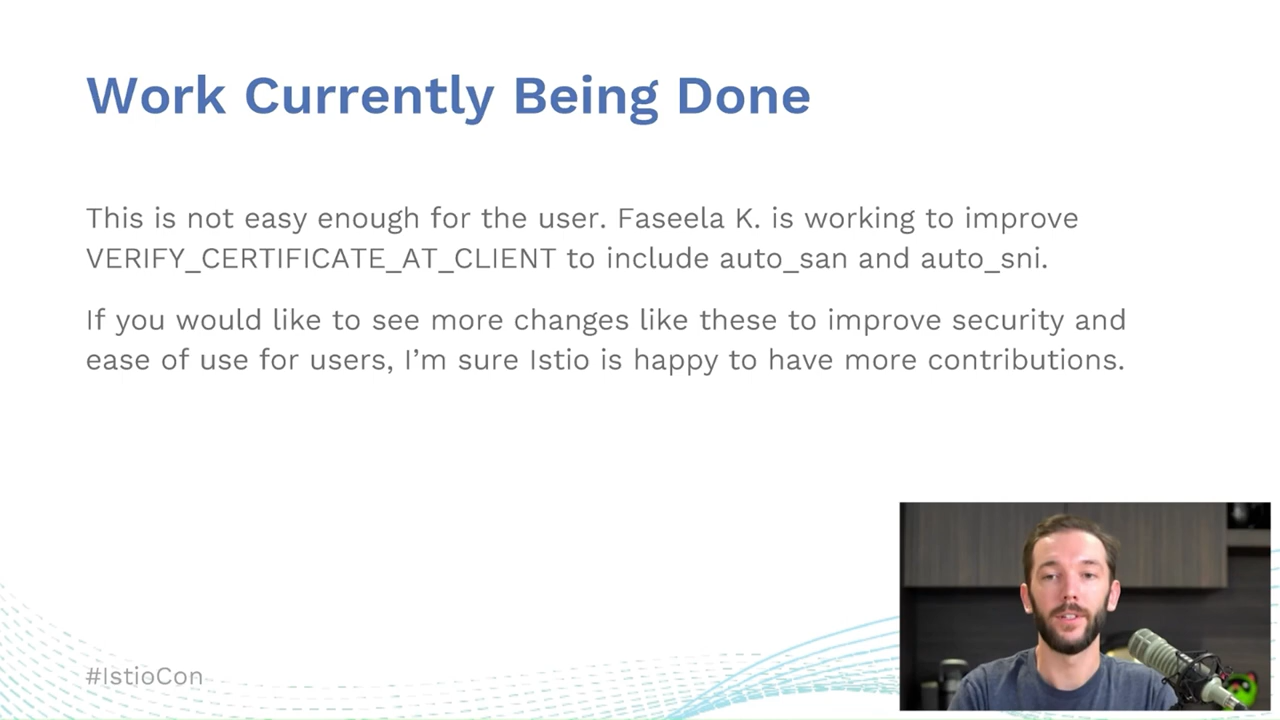 Work Currently Being Done
This is not easy enough for the user. Faseela K. is working to improve
VERIFY_CERTIFICATE_AT_CLIENT to include auto_san and auto_sni.
If you would like to see more changes like these to improve security and
ease of use for users, I’m sure Istio is happy to have more contributions.
#IstioCon